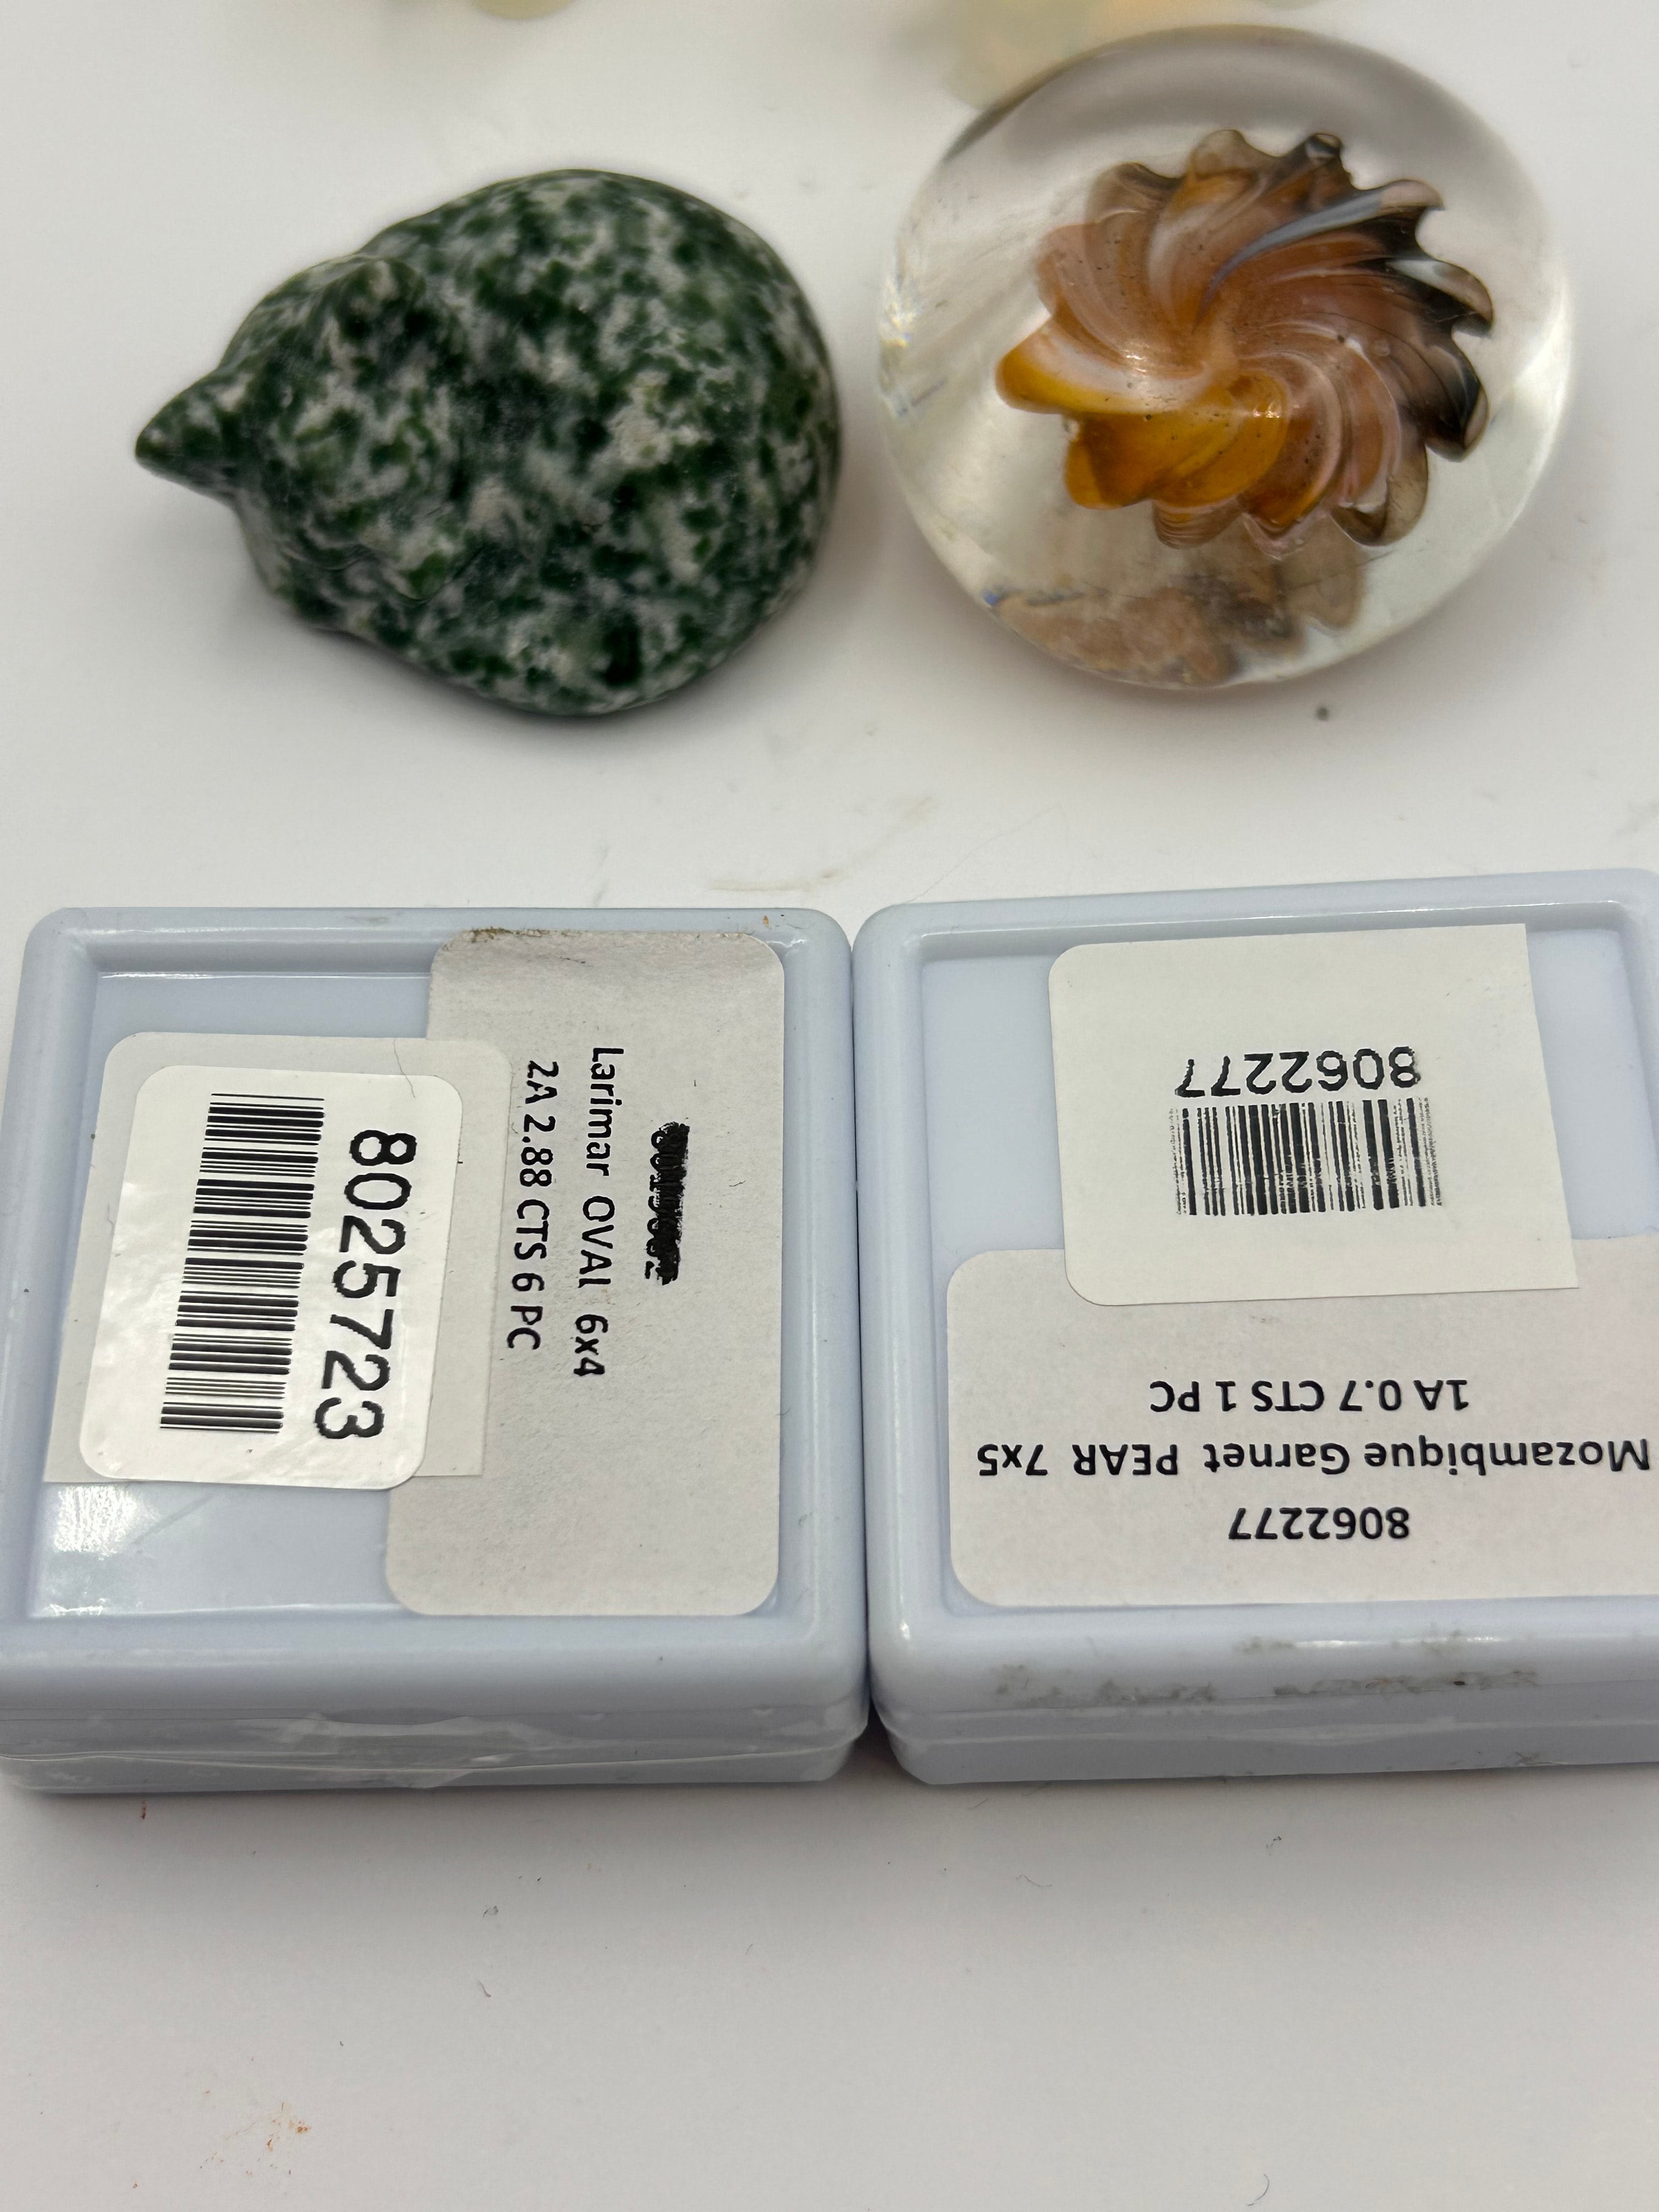 8025723
Larimar OVAL 6x4
2A 2.88 CTS 6 PC
8062277
8062277
Mozambique Garnet PEAR 7x5
1A 0.7 CTS 1 PC